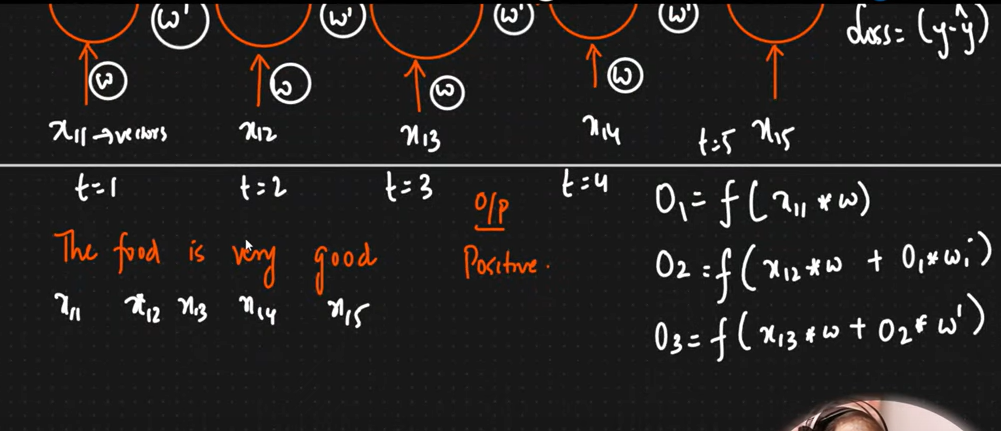 w' w' w' w' loss = (y-ŷ)
w w w w
x11 → vectors x12 x13 x14 t=5 x15
t=1 t=2 t=3 t=4
O1 = f(x11 * w)
O/P
The food is very good Positive.
O2 = f(x12 * w + O1 * w')
x11 x12 x13 x14 x15
O3 = f(x13 * w + O2 * w')